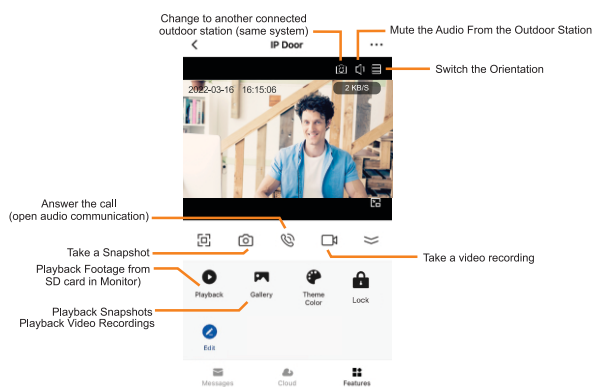 Change to another connected
outdoor station (same system)
Mute the Audio From the Outdoor Station
IP Door
Switch the Orientation
2022-03-16 16:15:06
2 KB/S
Answer the call
(open audio communication)
Take a Snapshot
Take a video recording
Playback Footage from
SD card in Monitor)
Playback
Gallery
Theme
Color
Lock
Playback Snapshots
Playback Video Recordings
Edit
Messages
Cloud
Features